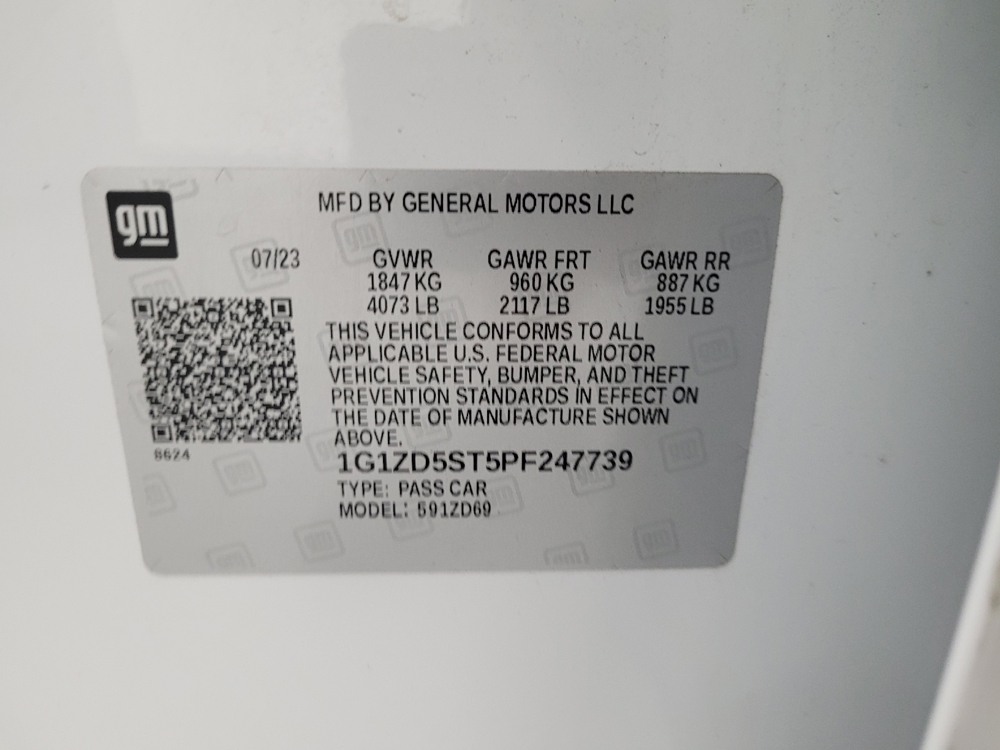 gm
MFD BY GENERAL MOTORS LLC
07/23 GVWR GAWR FRT GAWR RR
1847 KG 960 KG 887 KG
4073 LB 2117 LB 1955 LB
THIS VEHICLE CONFORMS TO ALL
APPLICABLE U.S. FEDERAL MOTOR
VEHICLE SAFETY, BUMPER, AND THEFT
PREVENTION STANDARDS IN EFFECT ON
THE DATE OF MANUFACTURE SHOWN
ABOVE.
8624
1G1ZD5ST5PF247739
TYPE: PASS CAR
MODEL: 591ZD69